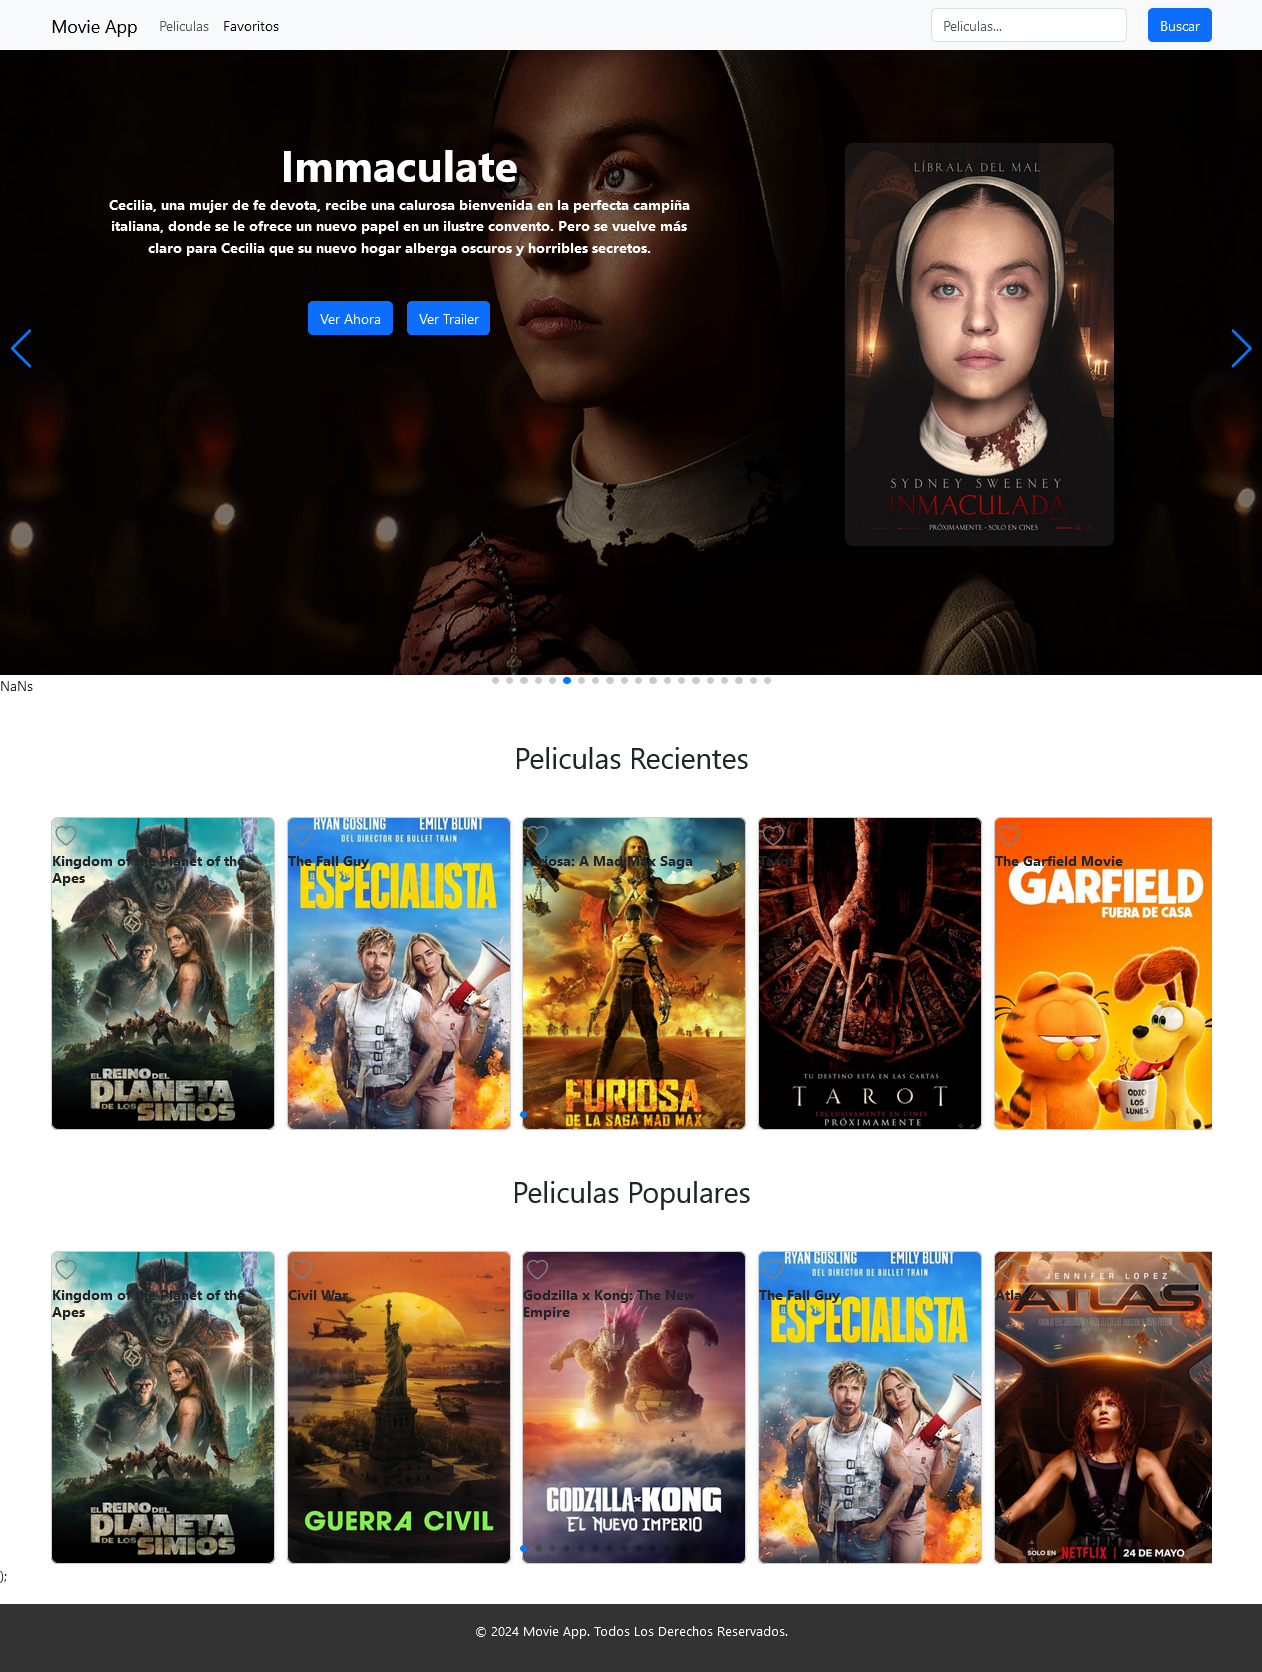 Movie App
Peliculas
Favoritos
Peliculas...
Buscar
Immaculate
Cecilia, una mujer de fe devota, recibe una calurosa bienvenida en la perfecta campiña
italiana, donde se le ofrece un nuevo papel en un ilustre convento. Pero se vuelve más
claro para Cecilia que su nuevo hogar alberga oscuros y horribles secretos.
Ver Ahora
Ver Trailer
LÍBRALA DEL MAL
SYDNEY SWEENEY
INMACULADA
PRÓXIMAMENTE - SOLO EN CINES
NaNs
Peliculas Recientes
Kingdom of the Planet of the
Apes
EL REINO DEL
PLANETA
DE LOS SIMIOS
RYAN GOSLING EMILY BLUNT
DEL DIRECTOR DE BULLET TRAIN
The Fall Guy
ESPECIALISTA
Furiosa: A Mad Max Saga
FURIOSA
DE LA SAGA MAD MAX
Tarot
TU DESTINO ESTÁ EN LAS CARTAS
TAROT
EXCLUSIVAMENTE EN CINES
PRÓXIMAMENTE
The Garfield Movie
GARFIELD
FUERA DE CASA
ODIO
LOS
LUNES
Peliculas Populares
Kingdom of the Planet of the
Apes
EL REINO DEL
PLANETA
DE LOS SIMIOS
Civil War
GUERRA CIVIL
Godzilla x Kong: The New
Empire
GODZILLA x KONG
EL NUEVO IMPERIO
RYAN GOSLING EMILY BLUNT
DEL DIRECTOR DE BULLET TRAIN
The Fall Guy
ESPECIALISTA
JENNIFER LOPEZ
Atlas
ATLAS
SOLO EN NETFLIX | 24 DE MAYO
);
© 2024 Movie App. Todos Los Derechos Reservados.